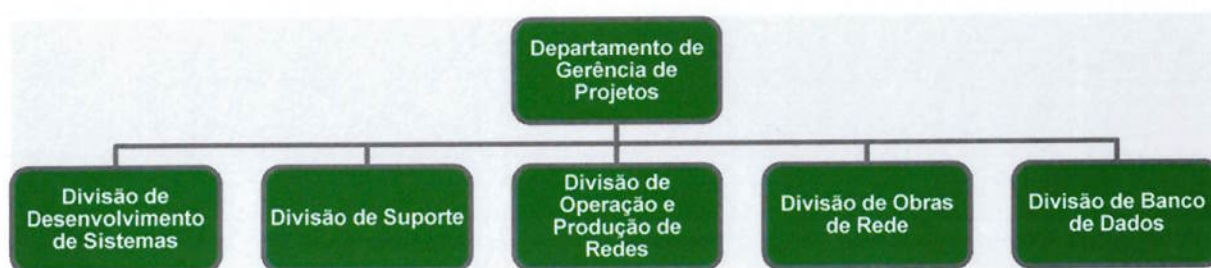 Departamento de
Gerência de
Projetos
Divisão de
Desenvolvimento
de Sistemas
Divisão de Suporte
Divisão de
Operação e
Produção de
Redes
Divisão de Obras
de Rede
Divisão de Banco
de Dados